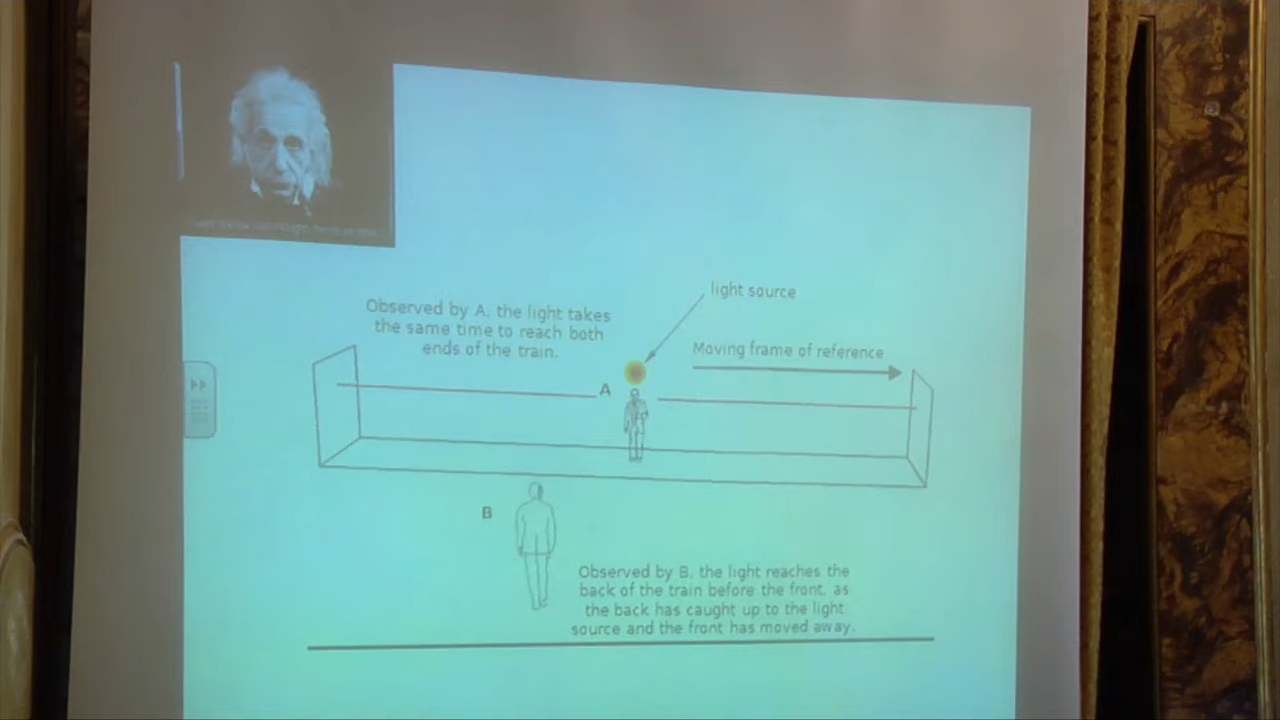 light source
Observed by A. the light takes
the same time to reach both
ends of the train.
Moving frame of reference
A
B
Observed by B, the light reaches the
back of the train before the front, as
the back has caught up to the light
source and the front has moved away.